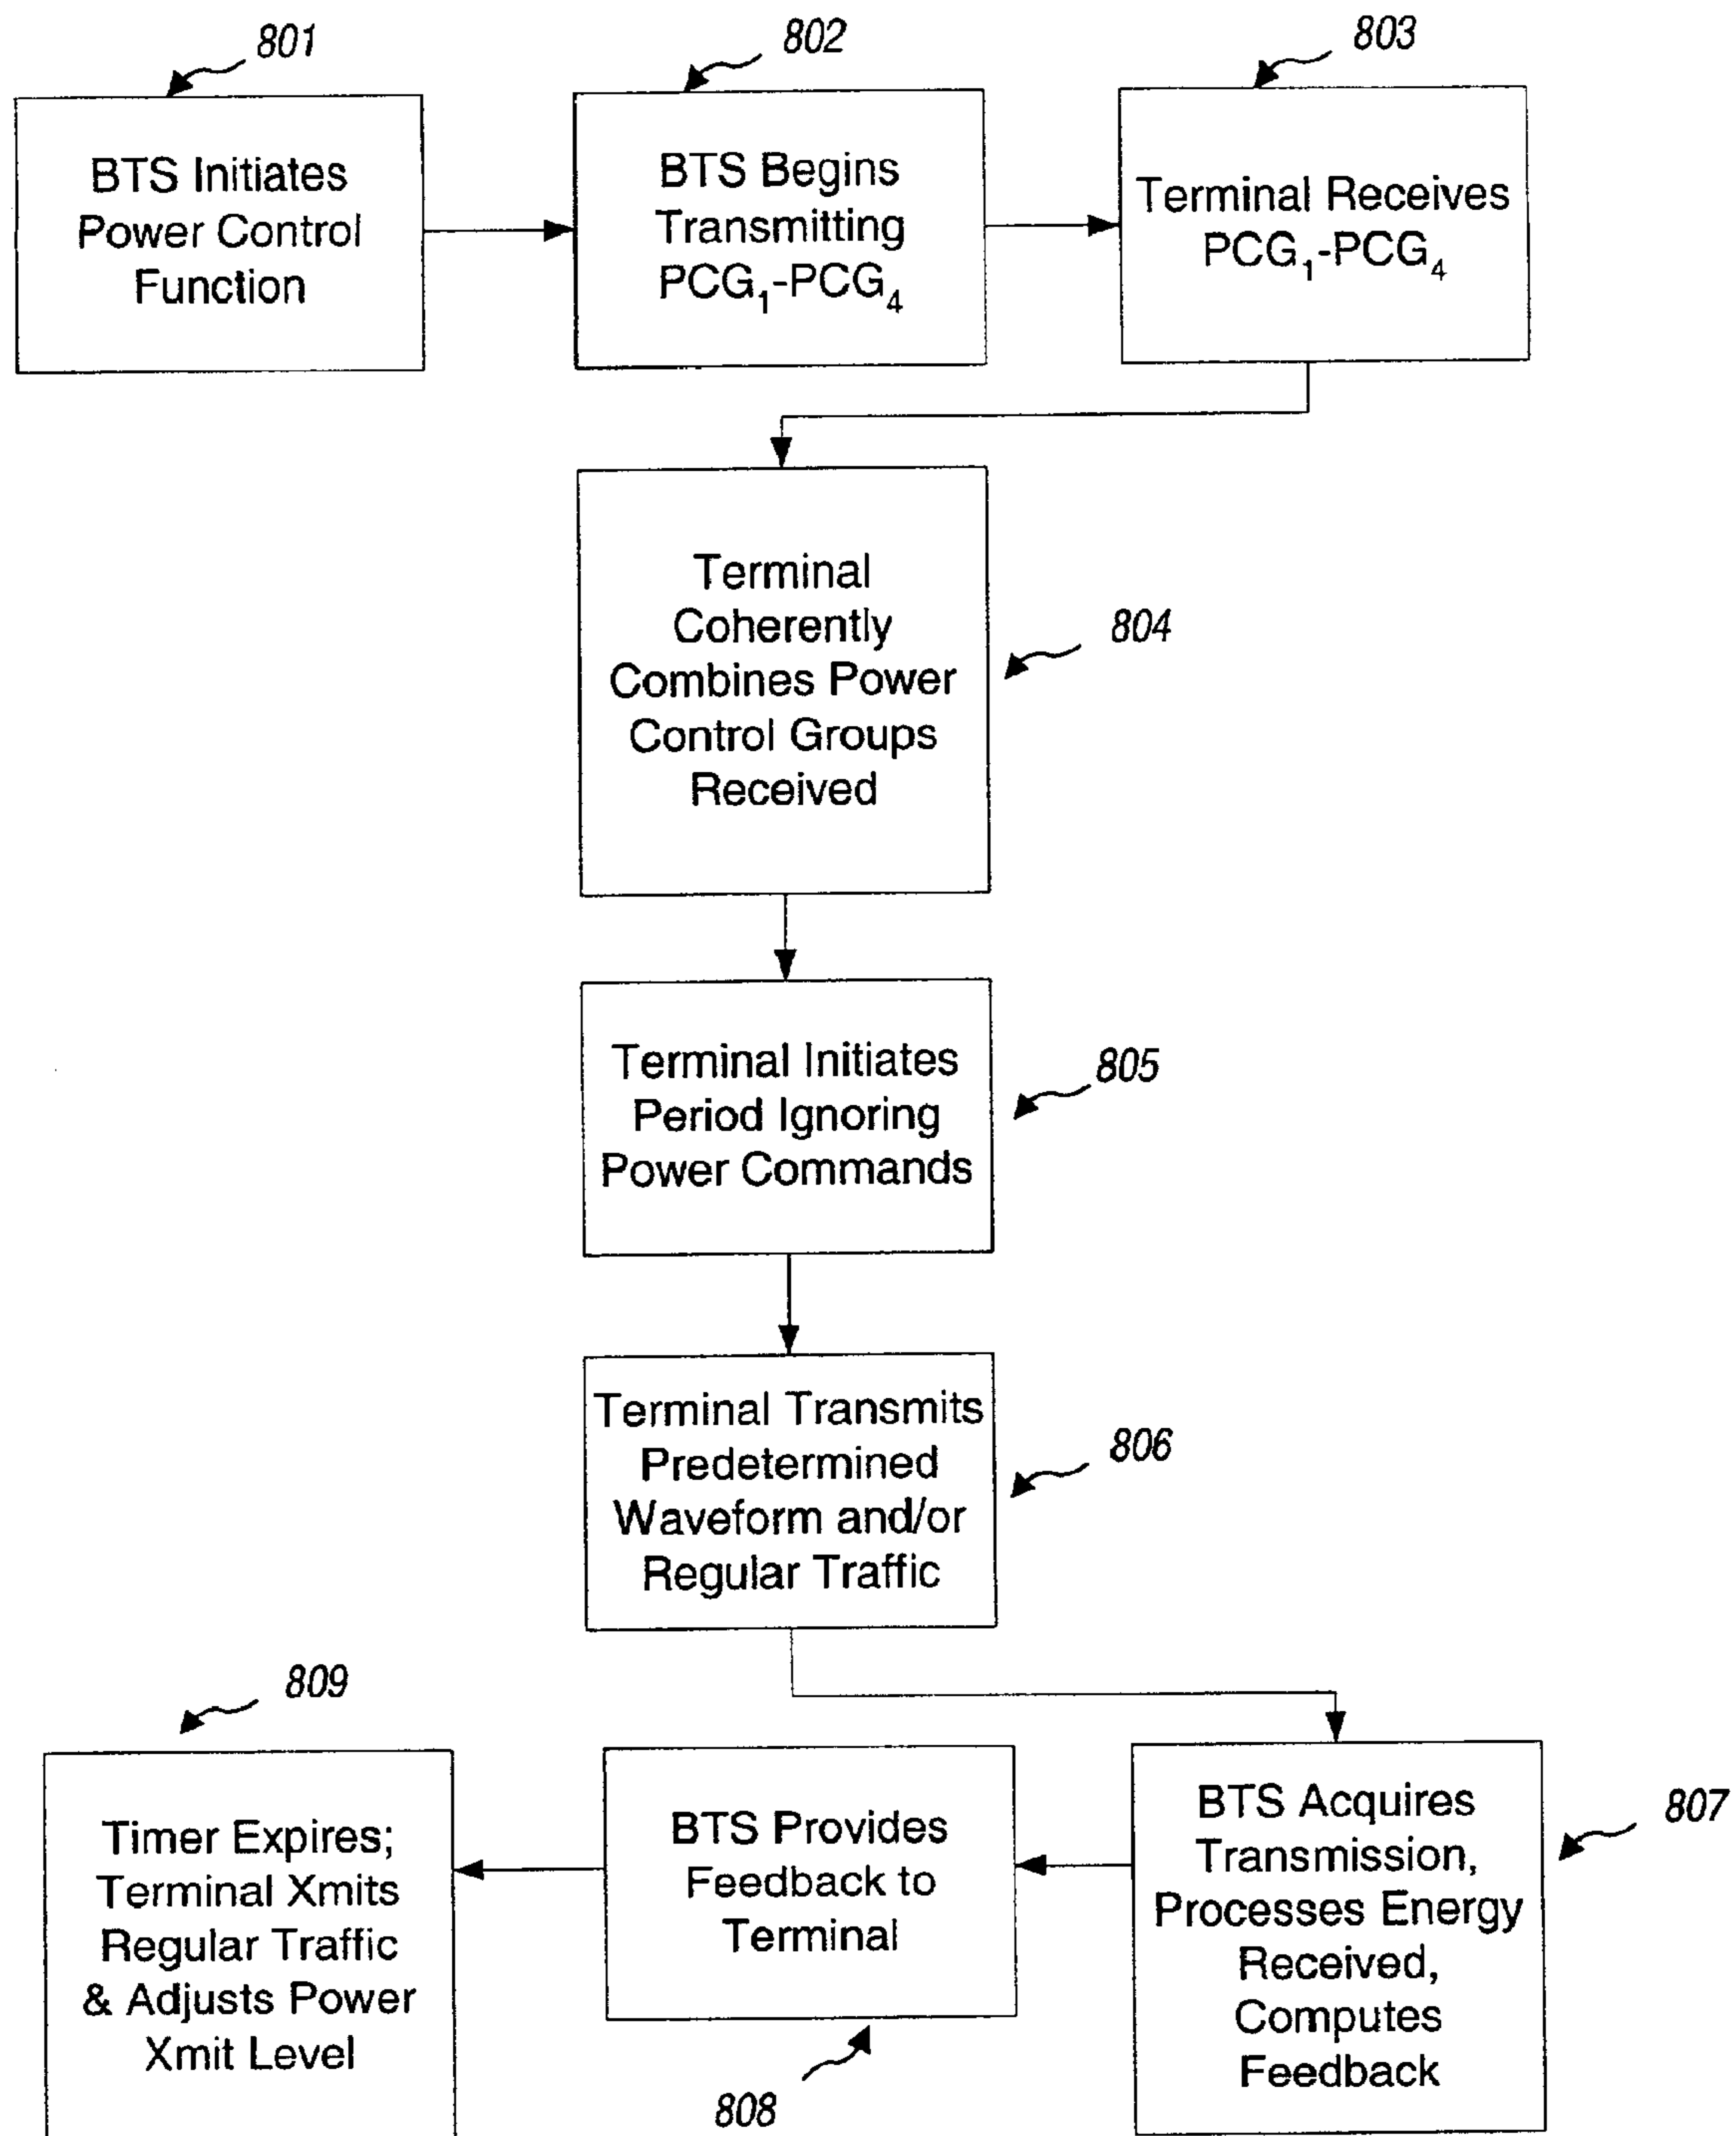 801
BTS Initiates
Power Control
Function
802
BTS Begins
Transmitting
PCG₁-PCG₄
803
Terminal Receives
PCG₁-PCG₄
804
Terminal
Coherently
Combines Power
Control Groups
Received
805
Terminal Initiates
Period Ignoring
Power Commands
806
Terminal Transmits
Predetermined
Waveform and/or
Regular Traffic
807
BTS Acquires
Transmission,
Processes Energy
Received,
Computes
Feedback
808
BTS Provides
Feedback to
Terminal
809
Timer Expires;
Terminal Xmits
Regular Traffic
& Adjusts Power
Xmit Level